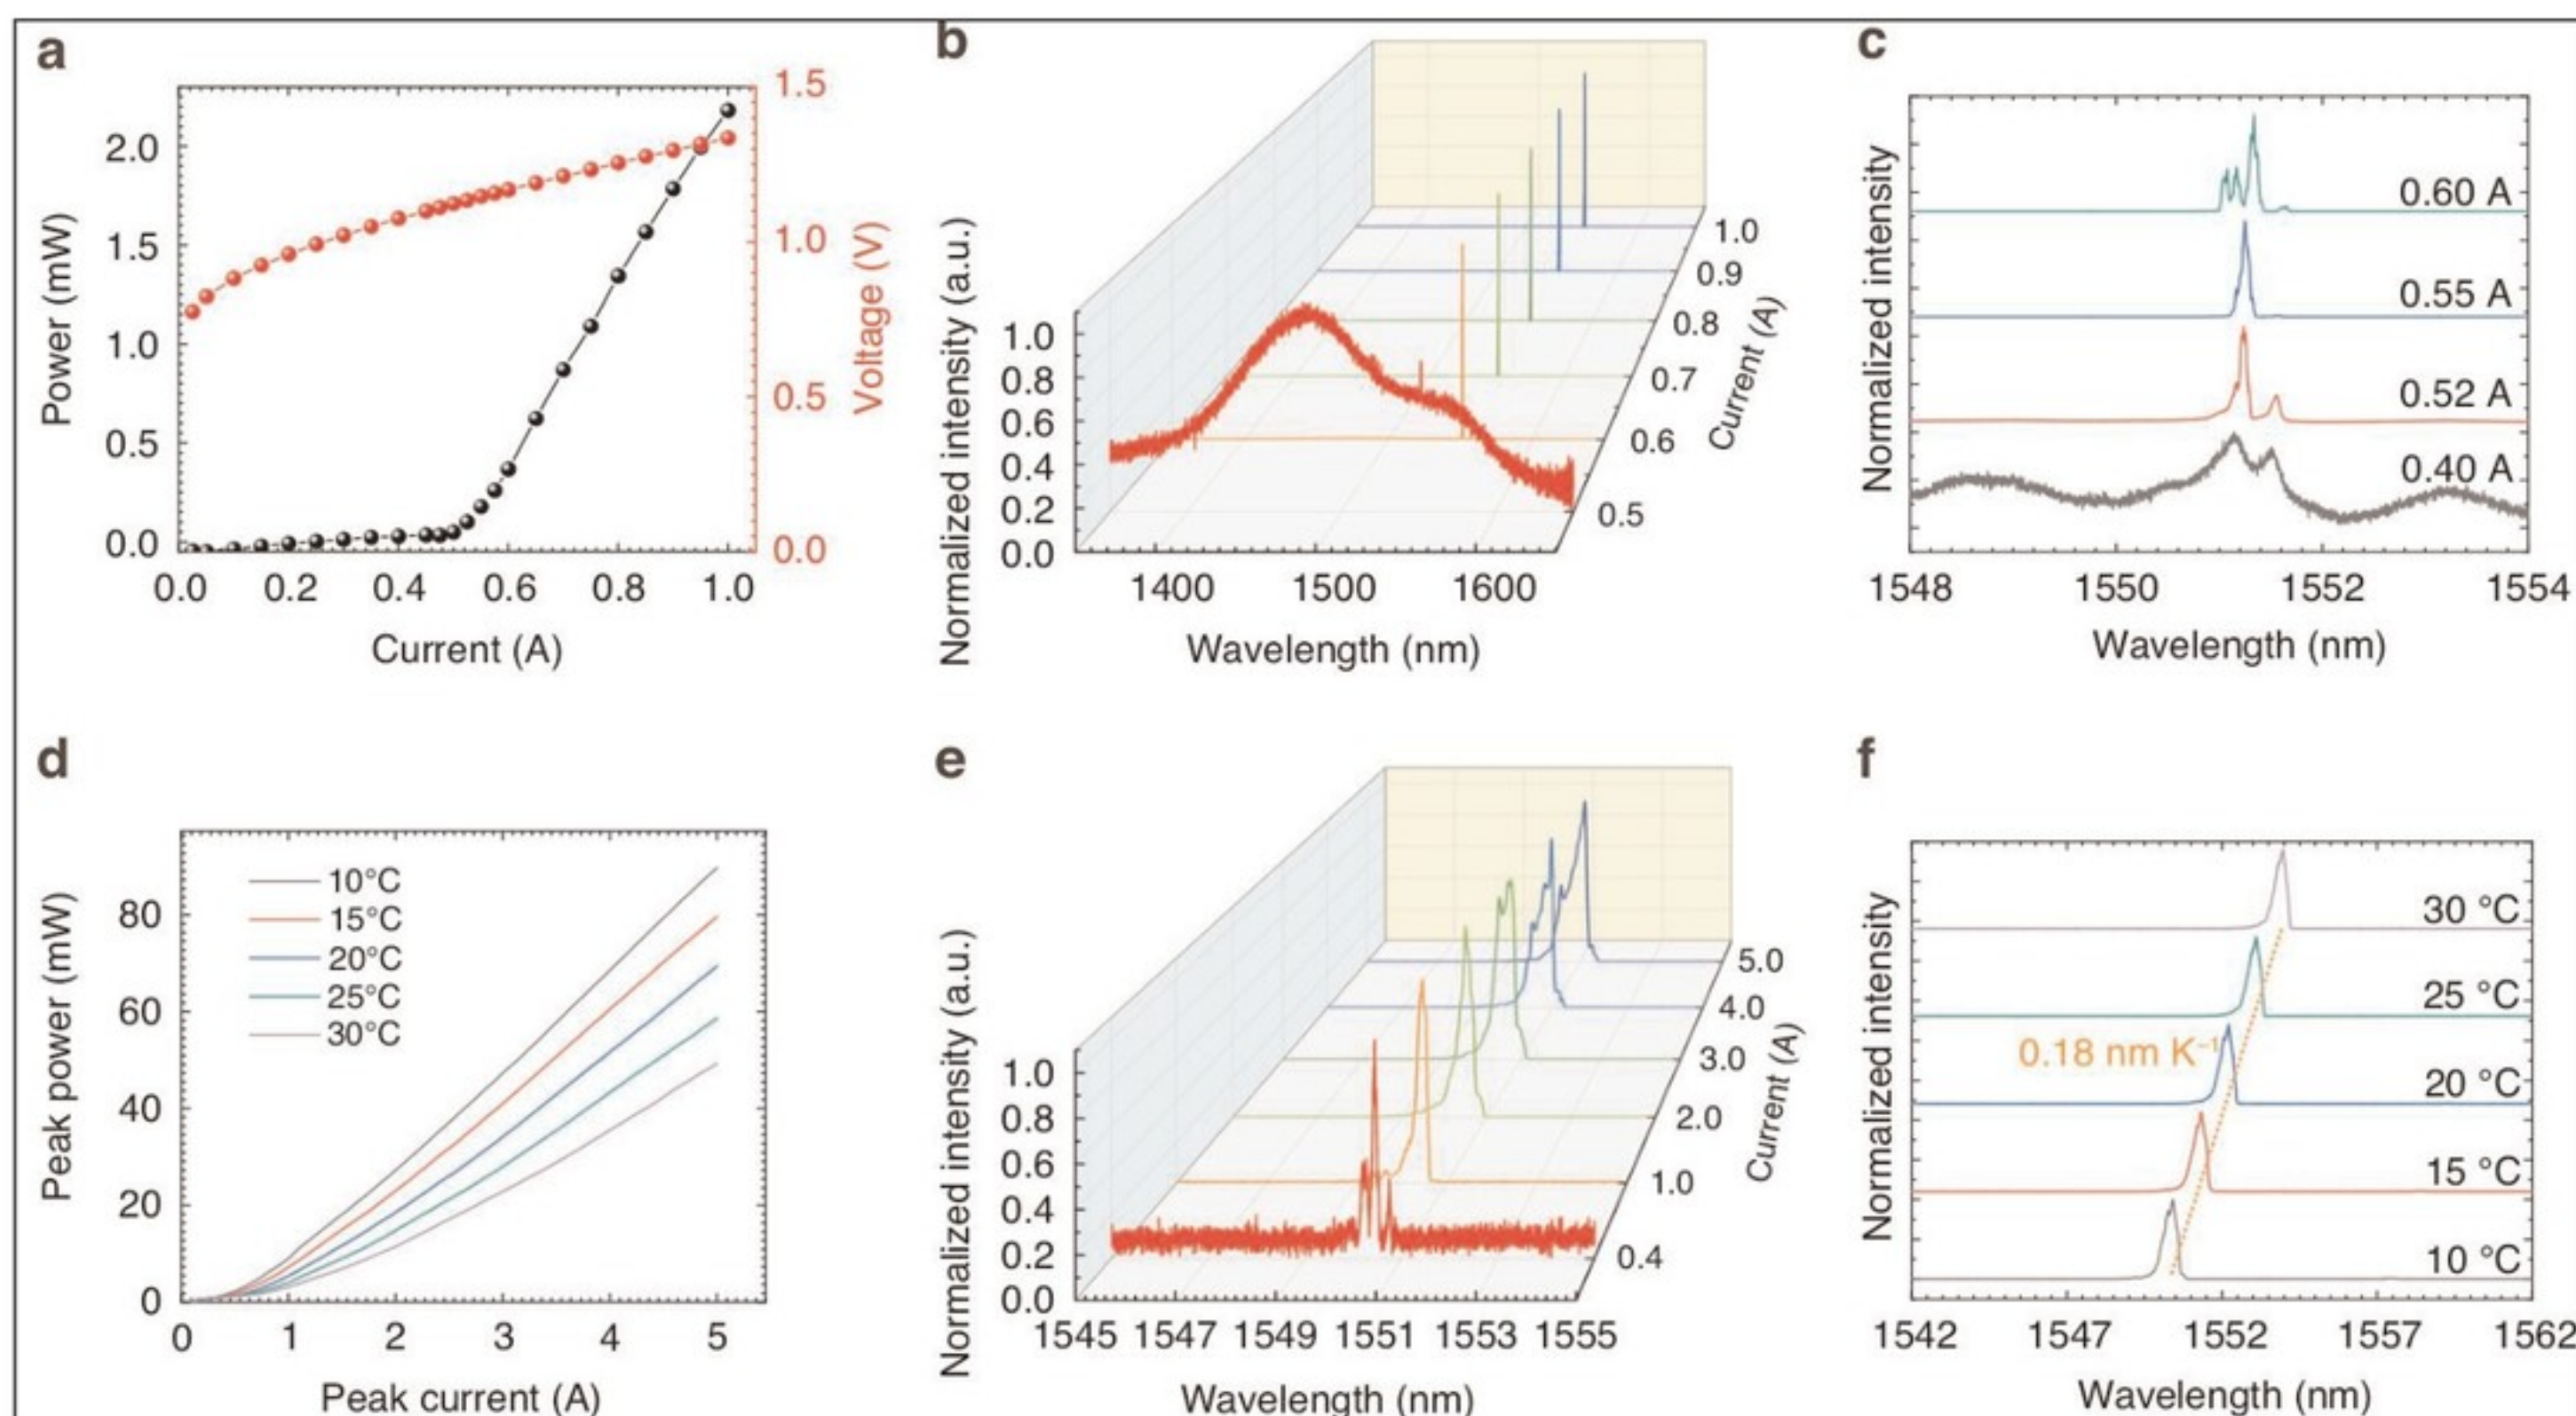 a
Power (mW)
2.0
1.5
1.0
0.5
0.0
0.0 0.2 0.4 0.6 0.8 1.0
Current (A)
1.5
1.0
0.5
0.0
Voltage (V)
b
Normalized intensity (a.u.)
1.0
0.8
0.6
0.4
0.2
0.0
1400 1500 1600
Wavelength (nm)
1.0
0.9
0.8
0.7
0.6
0.5
Current (A)
c
Normalized intensity
0.60 A
0.55 A
0.52 A
0.40 A
1548 1550 1552 1554
Wavelength (nm)
d
Peak power (mW)
80
60
40
20
0
10°C
15°C
20°C
25°C
30°C
0 1 2 3 4 5
Peak current (A)
e
Normalized intensity (a.u.)
1.0
0.8
0.6
0.4
0.2
0.0
1545 1547 1549 1551 1553 1555
Wavelength (nm)
5.0
4.0
3.0
2.0
1.0
0.4
Current (A)
f
Normalized intensity
30 °C
25 °C
0.18 nm K⁻¹
20 °C
15 °C
10 °C
1542 1547 1552 1557 1562
Wavelength (nm)